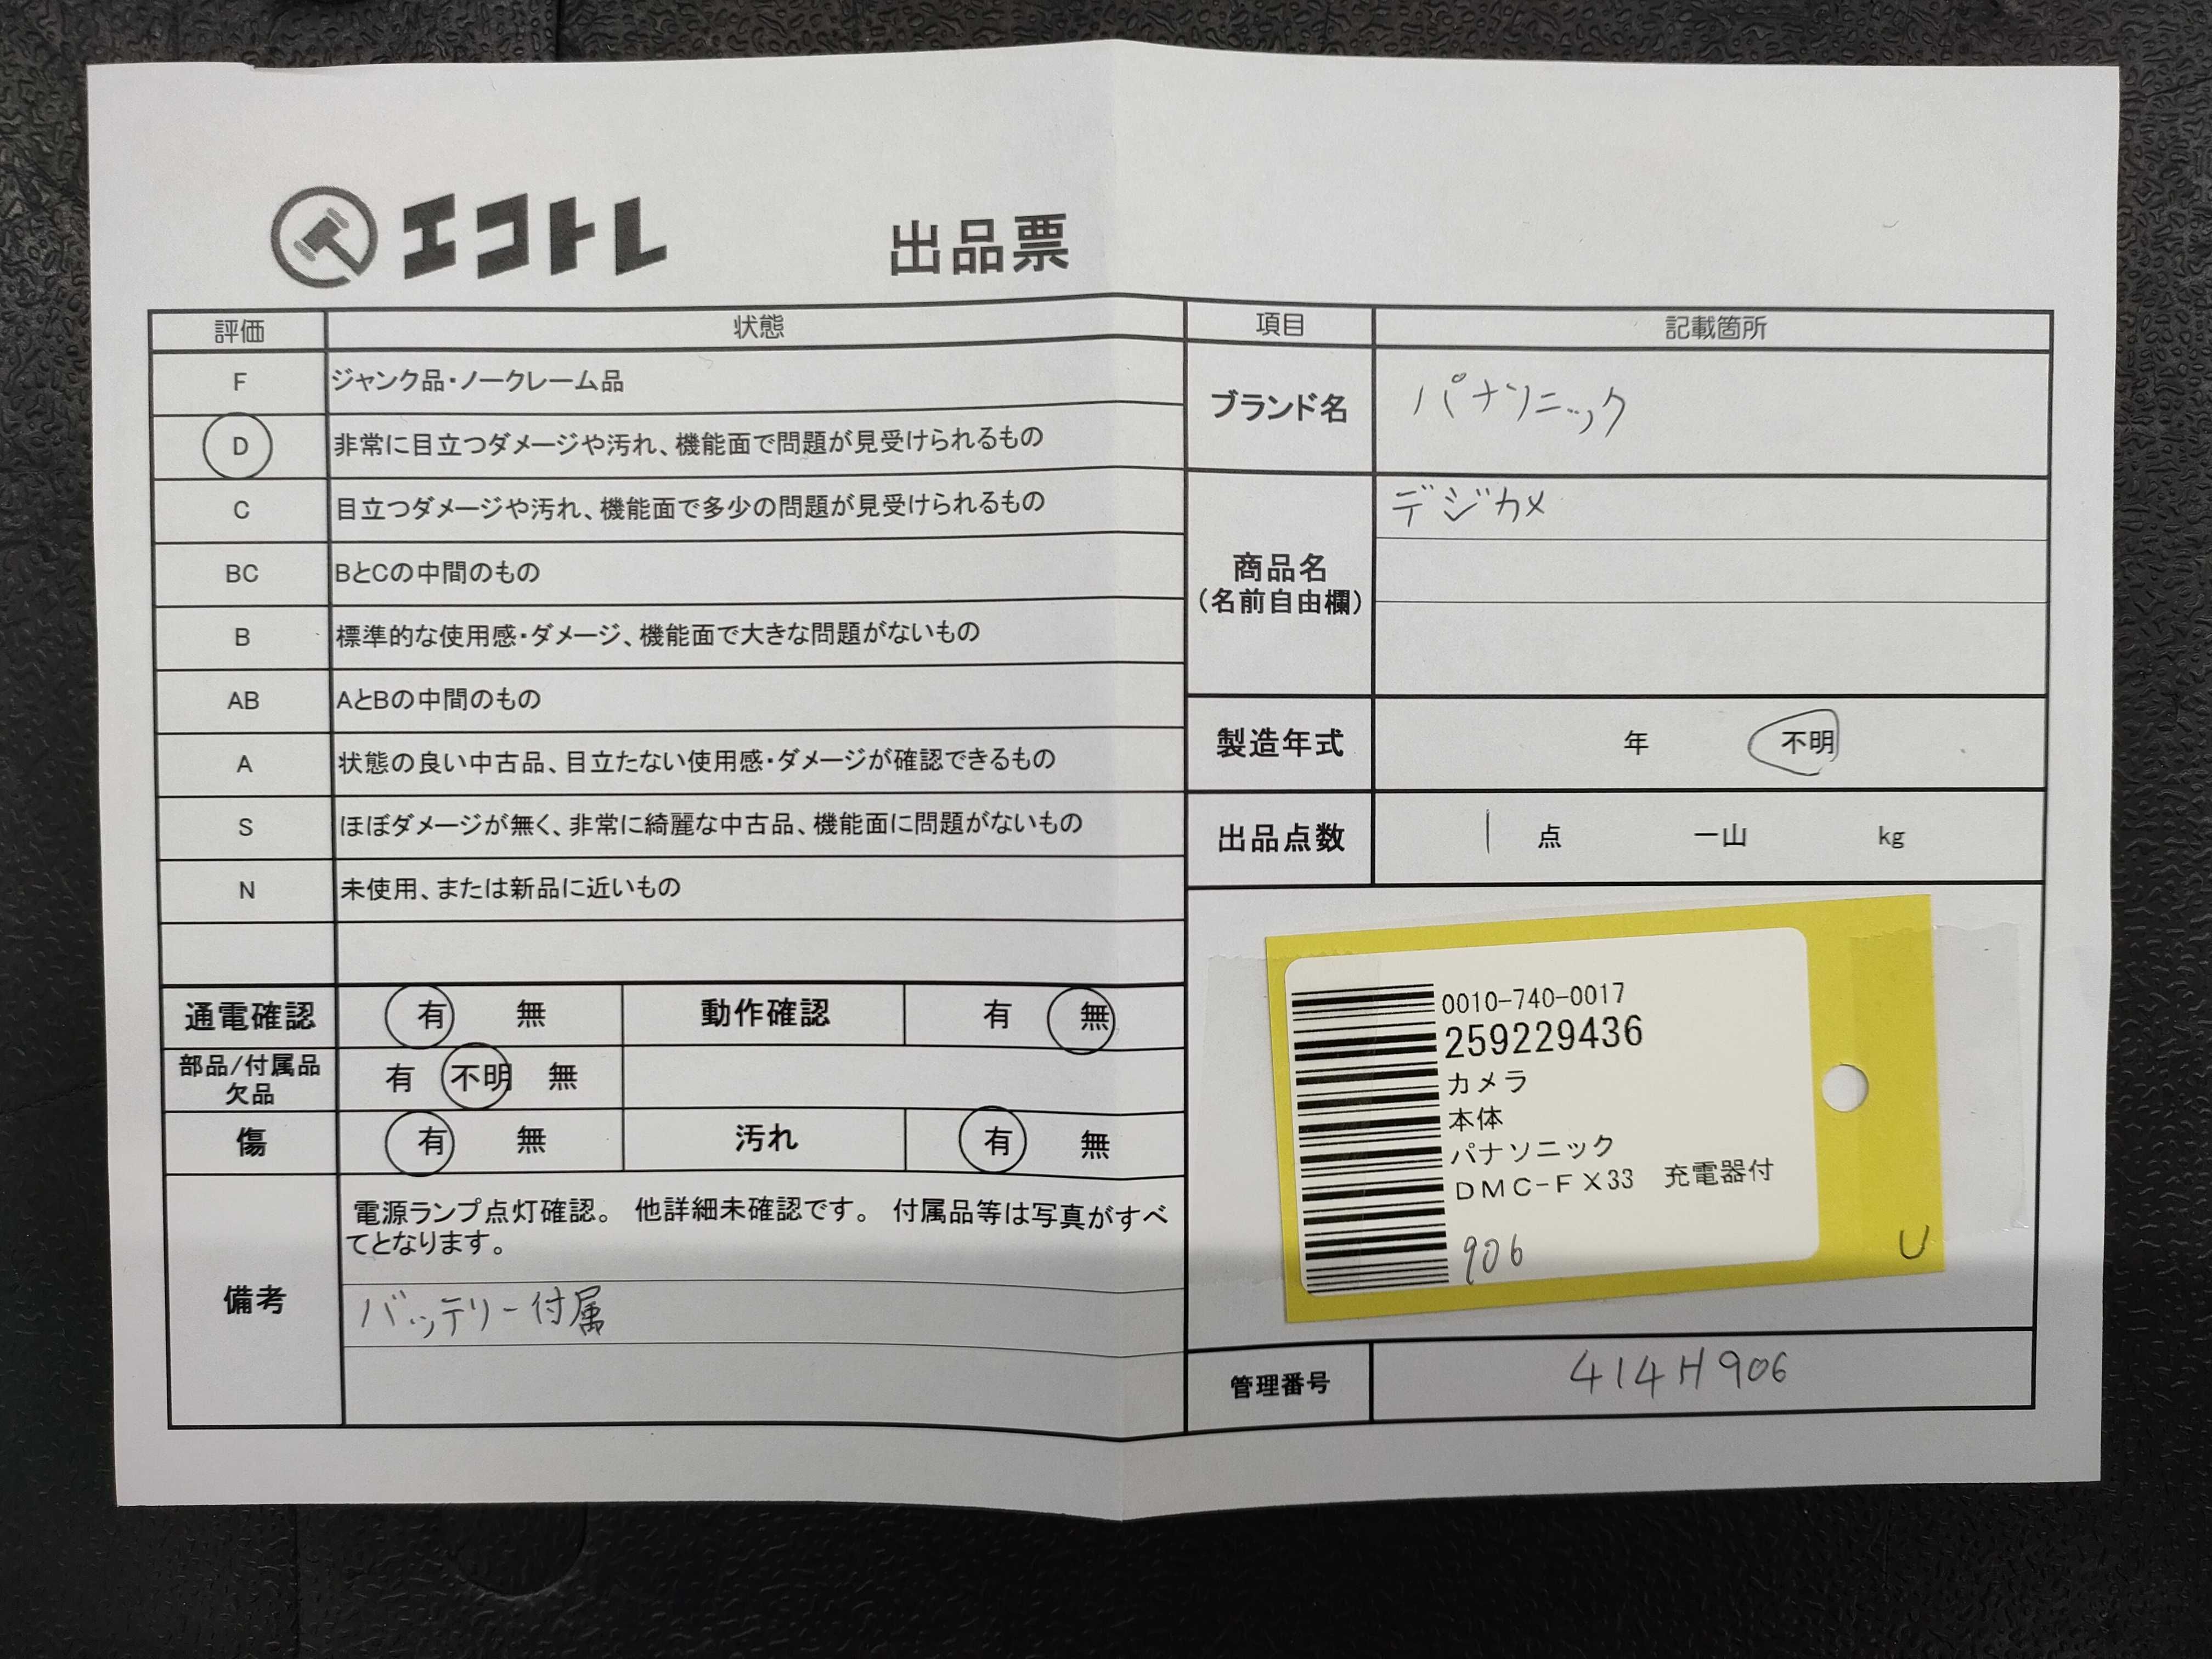 エコトレ 出品票
評価 状態
F ジャンク品・ノークレーム品
D 非常に目立つダメージや汚れ、機能面で問題が見受けられるもの
C 目立つダメージや汚れ、機能面で多少の問題が見受けられるもの
BC BとCの中間のもの
B 標準的な使用感・ダメージ、機能面で大きな問題がないもの
AB AとBの中間のもの
A 状態の良い中古品、目立たない使用感・ダメージが確認できるもの
S ほぼダメージが無く、非常に綺麗な中古品、機能面に問題がないもの
N 未使用、または新品に近いもの
通電確認 有 無 動作確認 有 無
部品/付属品
欠品 有 不明 無
傷 有 無 汚れ 有 無
備考
電源ランプ点灯確認。 他詳細未確認です。 付属品等は写真がすべ
てとなります。
バッテリー付属
項目 記載箇所
ブランド名 パナソニック
商品名
(名前自由欄)
デジカメ
製造年式 年 不明
出品点数 1 点 一山 kg
0010-740-0017
259229436
カメラ
本体
パナソニック
DMC-FX33 充電器付
906
U
管理番号 414H906